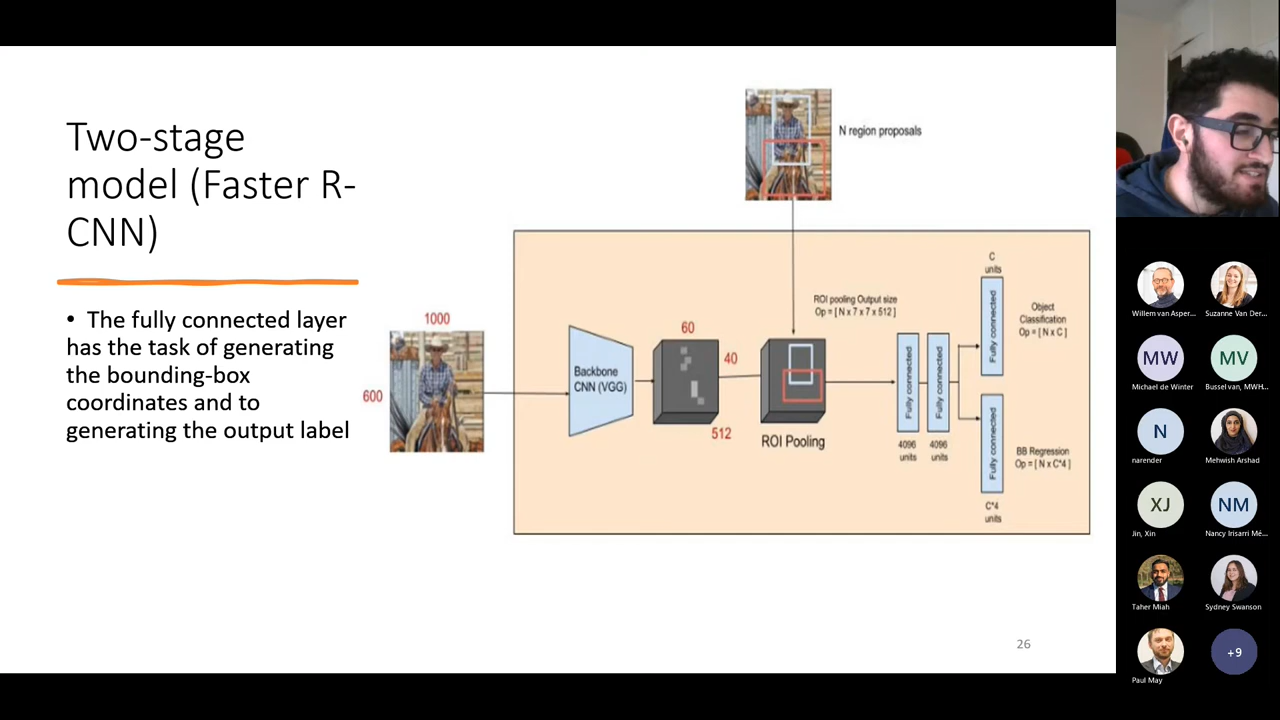 Two-stage
model (Faster R-
CNN)
• The fully connected layer
has the task of generating
the bounding-box
coordinates and to
generating the output label
N region proposals
1000
600
Backbone
CNN (VGG)
60
40
512
ROI pooling Output size
Op = [ N x 7 x 7 x 512 ]
ROI Pooling
Fully connected
4096
units
Fully connected
4096
units
C
units
Fully connected
Object
Classification
Op = [ N x C ]
Fully connected
C*4
units
BB Regression
Op = [ N x C*4 ]
26
Willem van Asper...
Suzanne Van Der...
MW
Michael de Winter
MV
Bussel van, MWH...
N
narender
Mehwish Arshad
XJ
Jin, Xin
NM
Nancy Irisarri Mé...
Taher Miah
Sydney Swanson
Paul May
+9